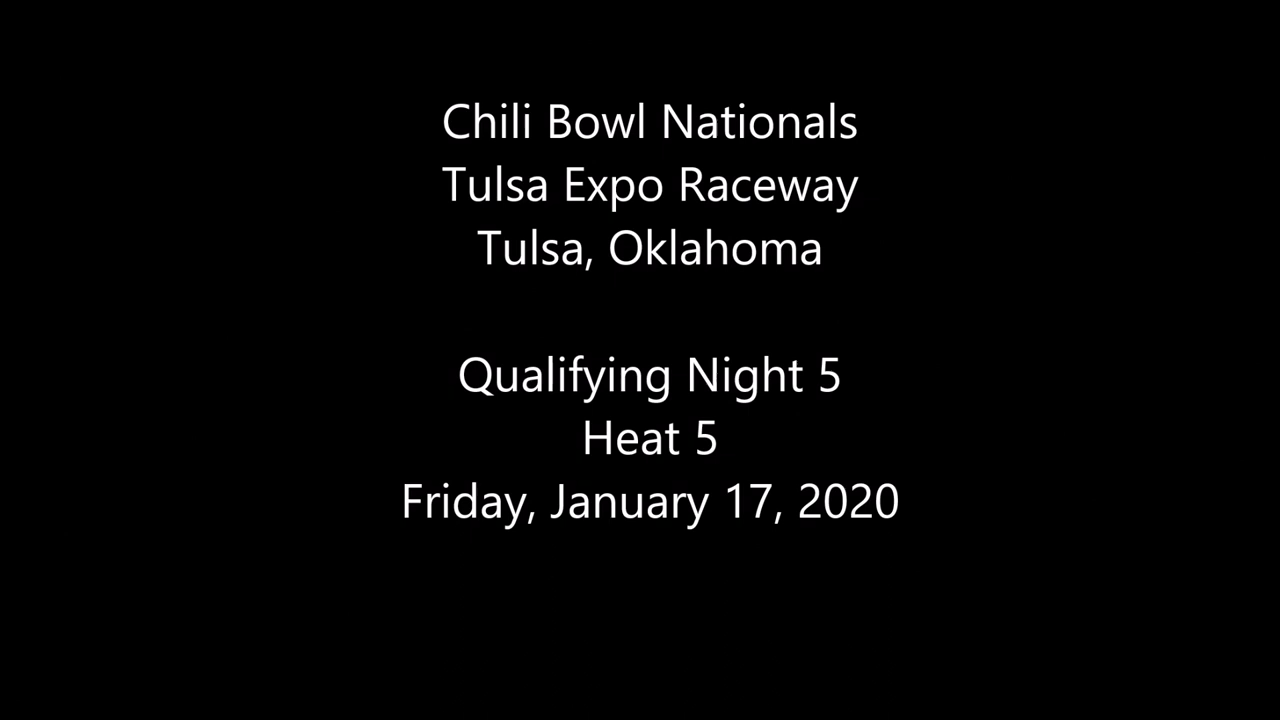 Chili Bowl Nationals
Tulsa Expo Raceway
Tulsa, Oklahoma
Qualifying Night 5
Heat 5
Friday, January 17, 2020